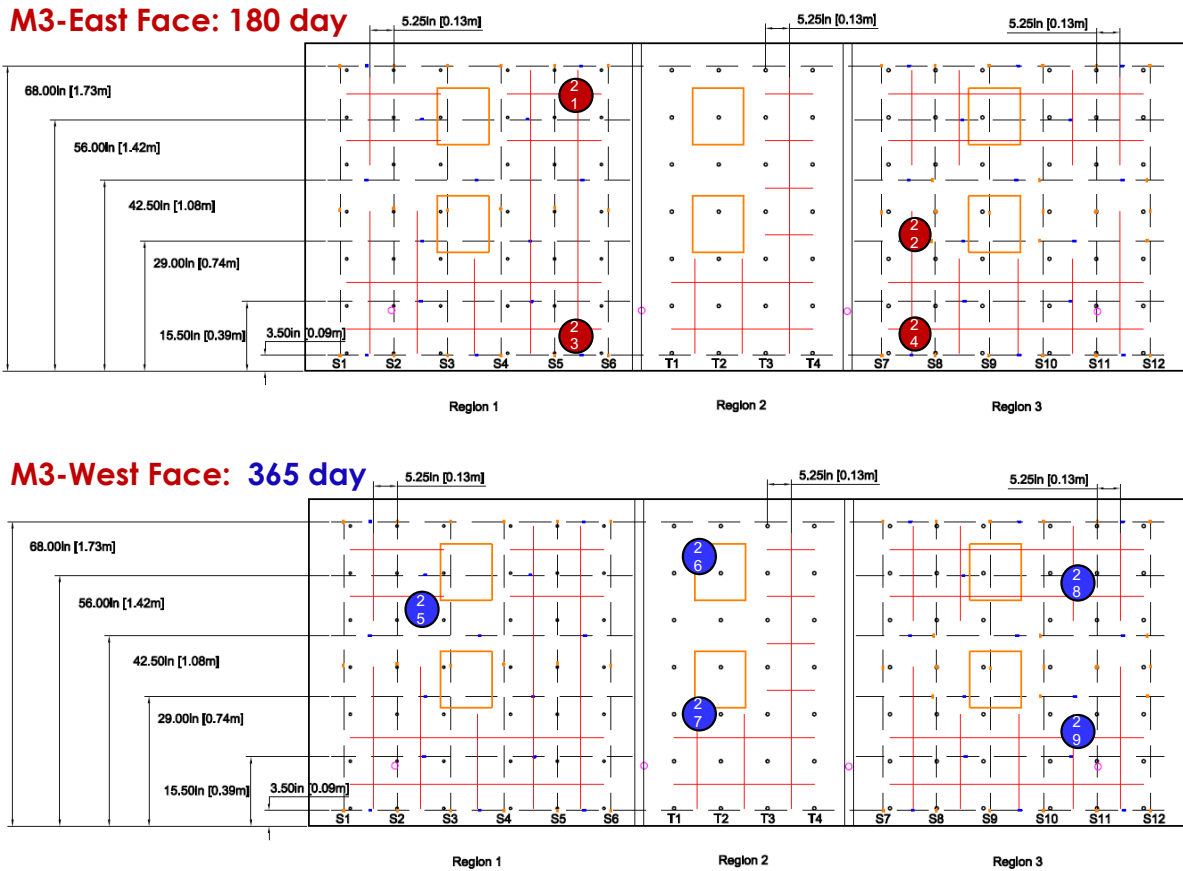 M3-East Face: 180 day
5.25in [0.13m]
5.25in [0.13m]
5.25in [0.13m]
68.00in [1.73m]
56.00in [1.42m]
42.50in [1.08m]
29.00in [0.74m]
15.50in [0.39m]
3.50in [0.09m]
21
22
23
24
S1 S2 S3 S4 S5 S6 T1 T2 T3 T4 S7 S8 S9 S10 S11 S12
Region 1 Region 2 Region 3
M3-West Face: 365 day
5.25in [0.13m]
5.25in [0.13m]
5.25in [0.13m]
68.00in [1.73m]
56.00in [1.42m]
42.50in [1.08m]
29.00in [0.74m]
15.50in [0.39m]
3.50in [0.09m]
26
28
25
27
29
S1 S2 S3 S4 S5 S6 T1 T2 T3 T4 S7 S8 S9 S10 S11 S12
Region 1 Region 2 Region 3